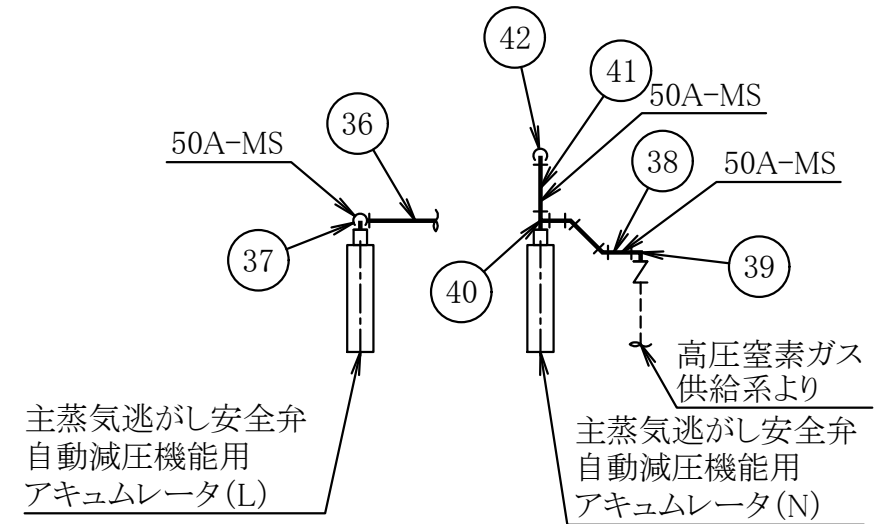 42
41
50A-MS
36
50A-MS
38
50A-MS
37
40
39
高圧窒素ガス
供給系より
主蒸気逃がし安全弁
自動減圧機能用
アキュムレータ(L)
主蒸気逃がし安全弁
自動減圧機能用
アキュムレータ(N)